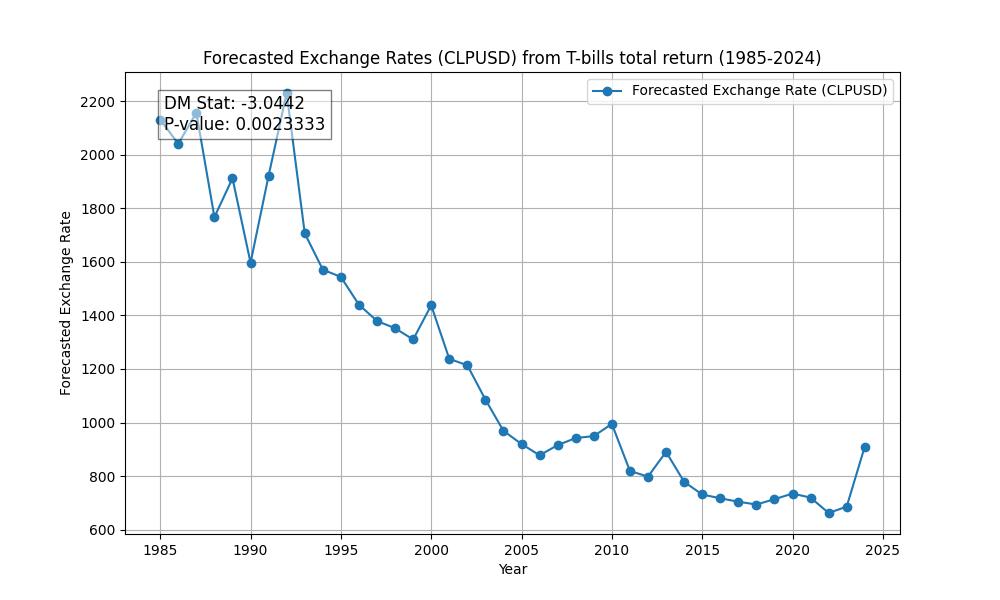 Forecasted Exchange Rates (CLPUSD) from T-bills total return (1985-2024)
DM Stat: -3.0442
P-value: 0.0023333
Forecasted Exchange Rate (CLPUSD)
Forecasted Exchange Rate
2200
2000
1800
1600
1400
1200
1000
800
600
1985 1990 1995 2000 2005 2010 2015 2020 2025
Year